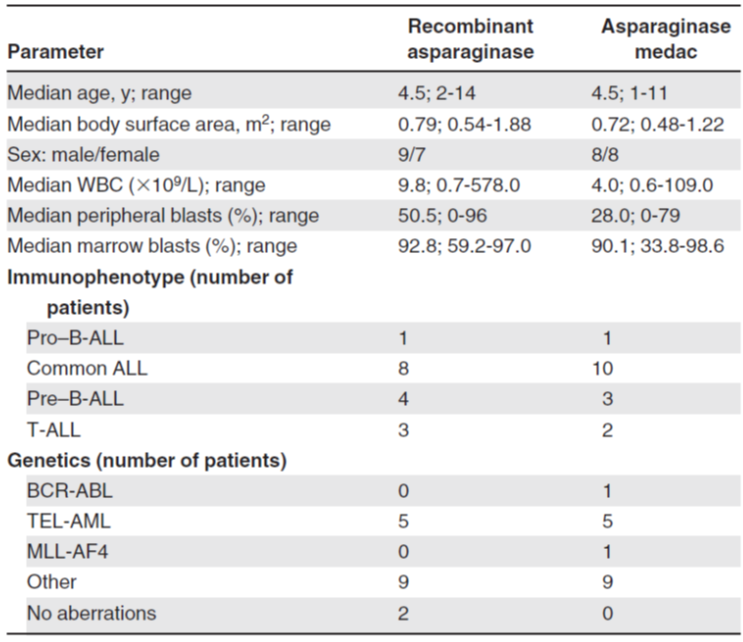 Parameter Recombinant asparaginase Asparaginase medac
Median age, y; range 4.5; 2-14 4.5; 1-11
Median body surface area, m²; range 0.79; 0.54-1.88 0.72; 0.48-1.22
Sex: male/female 9/7 8/8
Median WBC (×10⁹/L); range 9.8; 0.7-578.0 4.0; 0.6-109.0
Median peripheral blasts (%); range 50.5; 0-96 28.0; 0-79
Median marrow blasts (%); range 92.8; 59.2-97.0 90.1; 33.8-98.6
Immunophenotype (number of
patients)
Pro–B-ALL 1 1
Common ALL 8 10
Pre–B-ALL 4 3
T-ALL 3 2
Genetics (number of patients)
BCR-ABL 0 1
TEL-AML 5 5
MLL-AF4 0 1
Other 9 9
No aberrations 2 0